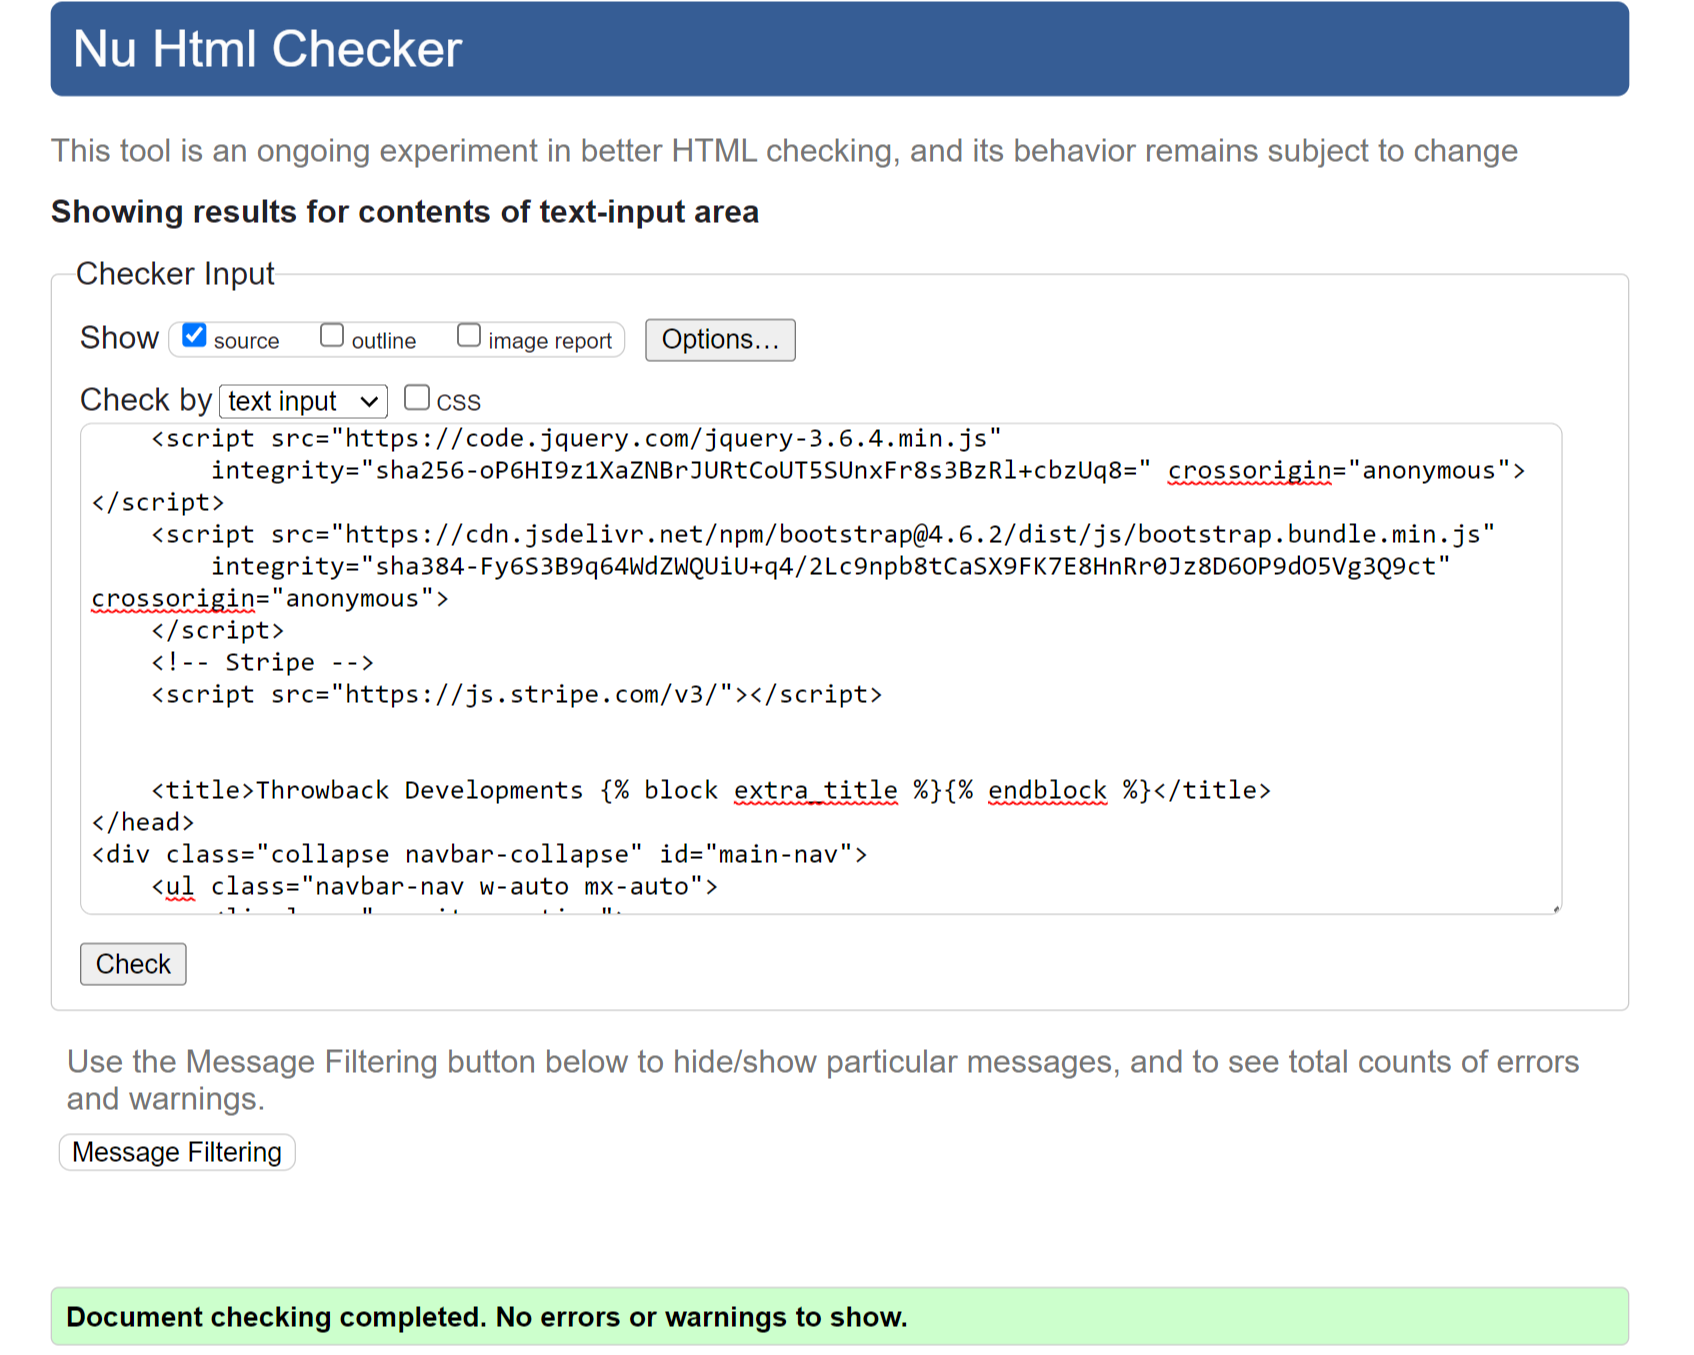 Nu Html Checker
This tool is an ongoing experiment in better HTML checking, and its behavior remains subject to change
Showing results for contents of text-input area
Checker Input
Show source outline image report Options...
Check by text input CSS
<script src="https://code.jquery.com/jquery-3.6.4.min.js"
integrity="sha256-oP6HI9z1XaZNBrJURtCoUT5SUnxFr8s3BzRl+cbzUq8=" crossorigin="anonymous">
</script>
<script src="https://cdn.jsdelivr.net/npm/bootstrap@4.6.2/dist/js/bootstrap.bundle.min.js"
integrity="sha384-Fy6S3B9q64WdZWQUiU+q4/2Lc9npb8tCaSX9FK7E8HnRr0Jz8D6OP9dO5Vg3Q9ct"
crossorigin="anonymous">
</script>
<!-- Stripe -->
<script src="https://js.stripe.com/v3/"></script>
<title>Throwback Developments {% block extra_title %}{% endblock %}</title>
</head>
<div class="collapse navbar-collapse" id="main-nav">
<ul class="navbar-nav w-auto mx-auto">
Check
Use the Message Filtering button below to hide/show particular messages, and to see total counts of errors
and warnings.
Message Filtering
Document checking completed. No errors or warnings to show.